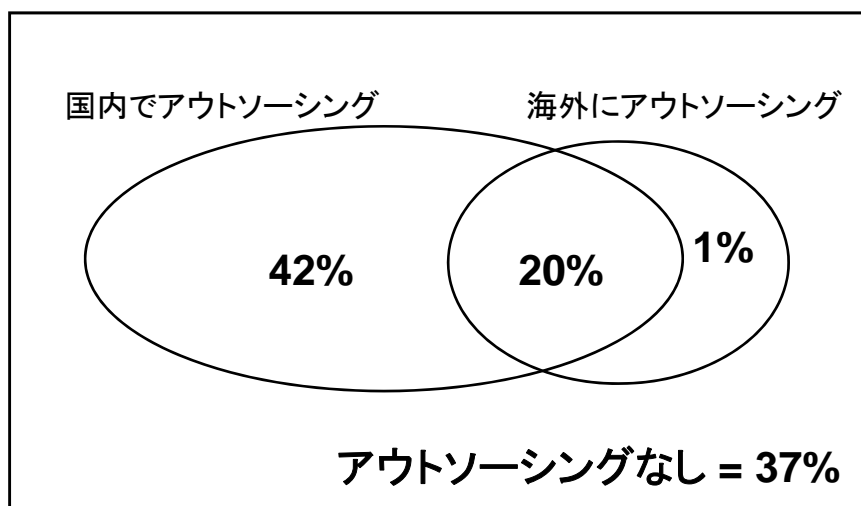 国内でアウトソーシング
海外にアウトソーシング
42%
20%
1%
アウトソーシングなし = 37%